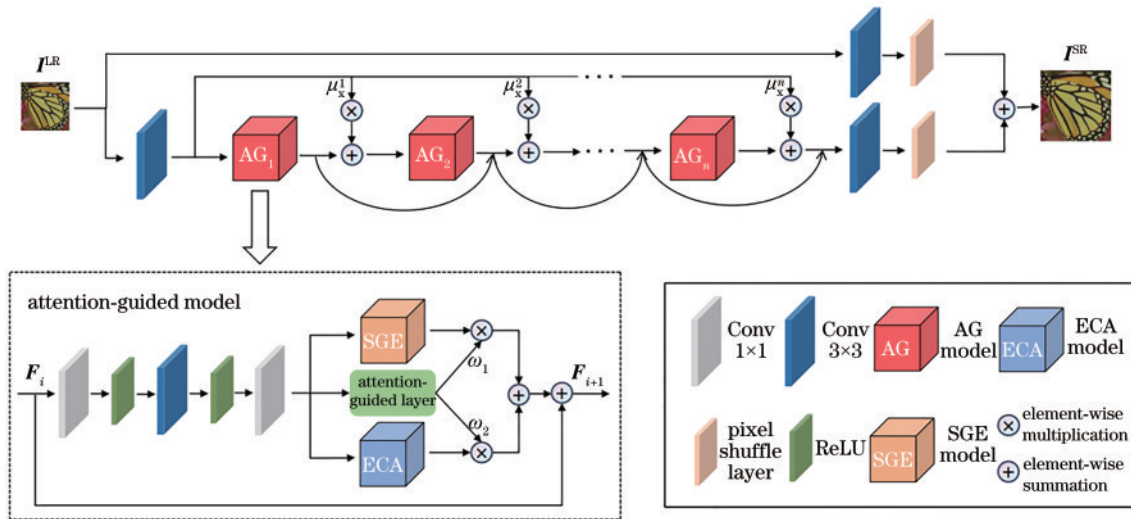 I^LR
I^SR
μ_x^1
μ_x^2
μ_x^n
AG_1
AG_2
AG_n
attention-guided model
F_i
SGE
ω_1
attention-
guided layer
ω_2
ECA
F_{i+1}
Conv
1×1
Conv
3×3
AG
AG
model
ECA
ECA
model
pixel
shuffle
layer
ReLU
SGE
SGE
model
element-wise
multiplication
element-wise
summation